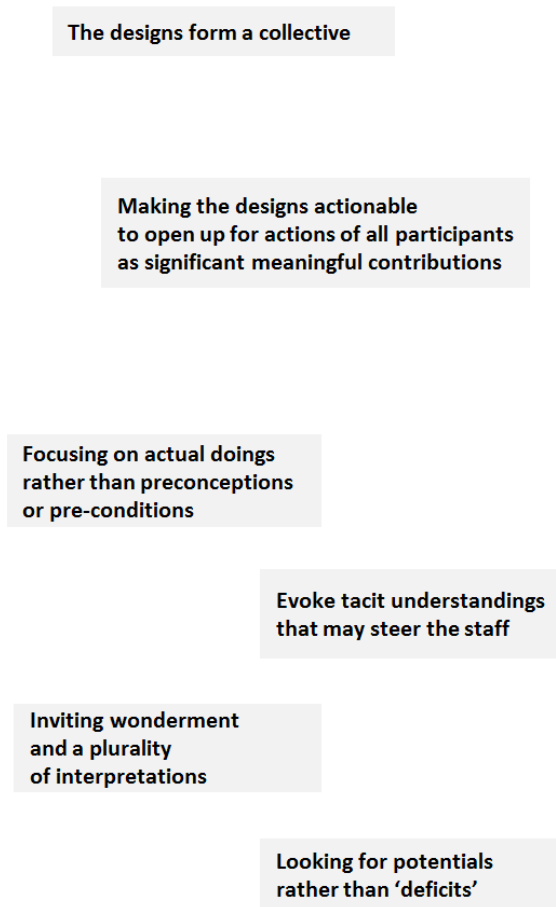 The designs form a collective
Making the designs actionable
to open up for actions of all participants
as significant meaningful contributions
Focusing on actual doings
rather than preconceptions
or pre-conditions
Evoke tacit understandings
that may steer the staff
Inviting wonderment
and a plurality
of interpretations
Looking for potentials
rather than ‘deficits’